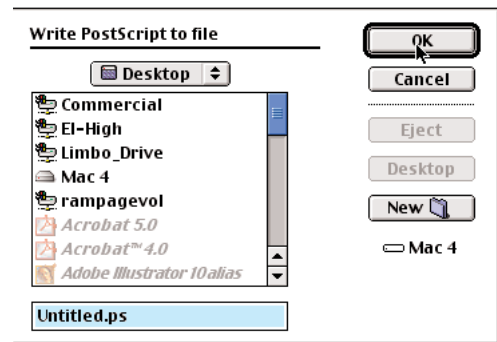 Write PostScript to file
Desktop
Commercial
El-High
Limbo_Drive
Mac 4
rampagevol
Acrobat 5.0
Acrobat™ 4.0
Adobe Illustrator 10 alias
Untitled.ps
OK
Cancel
Eject
Desktop
New
Mac 4